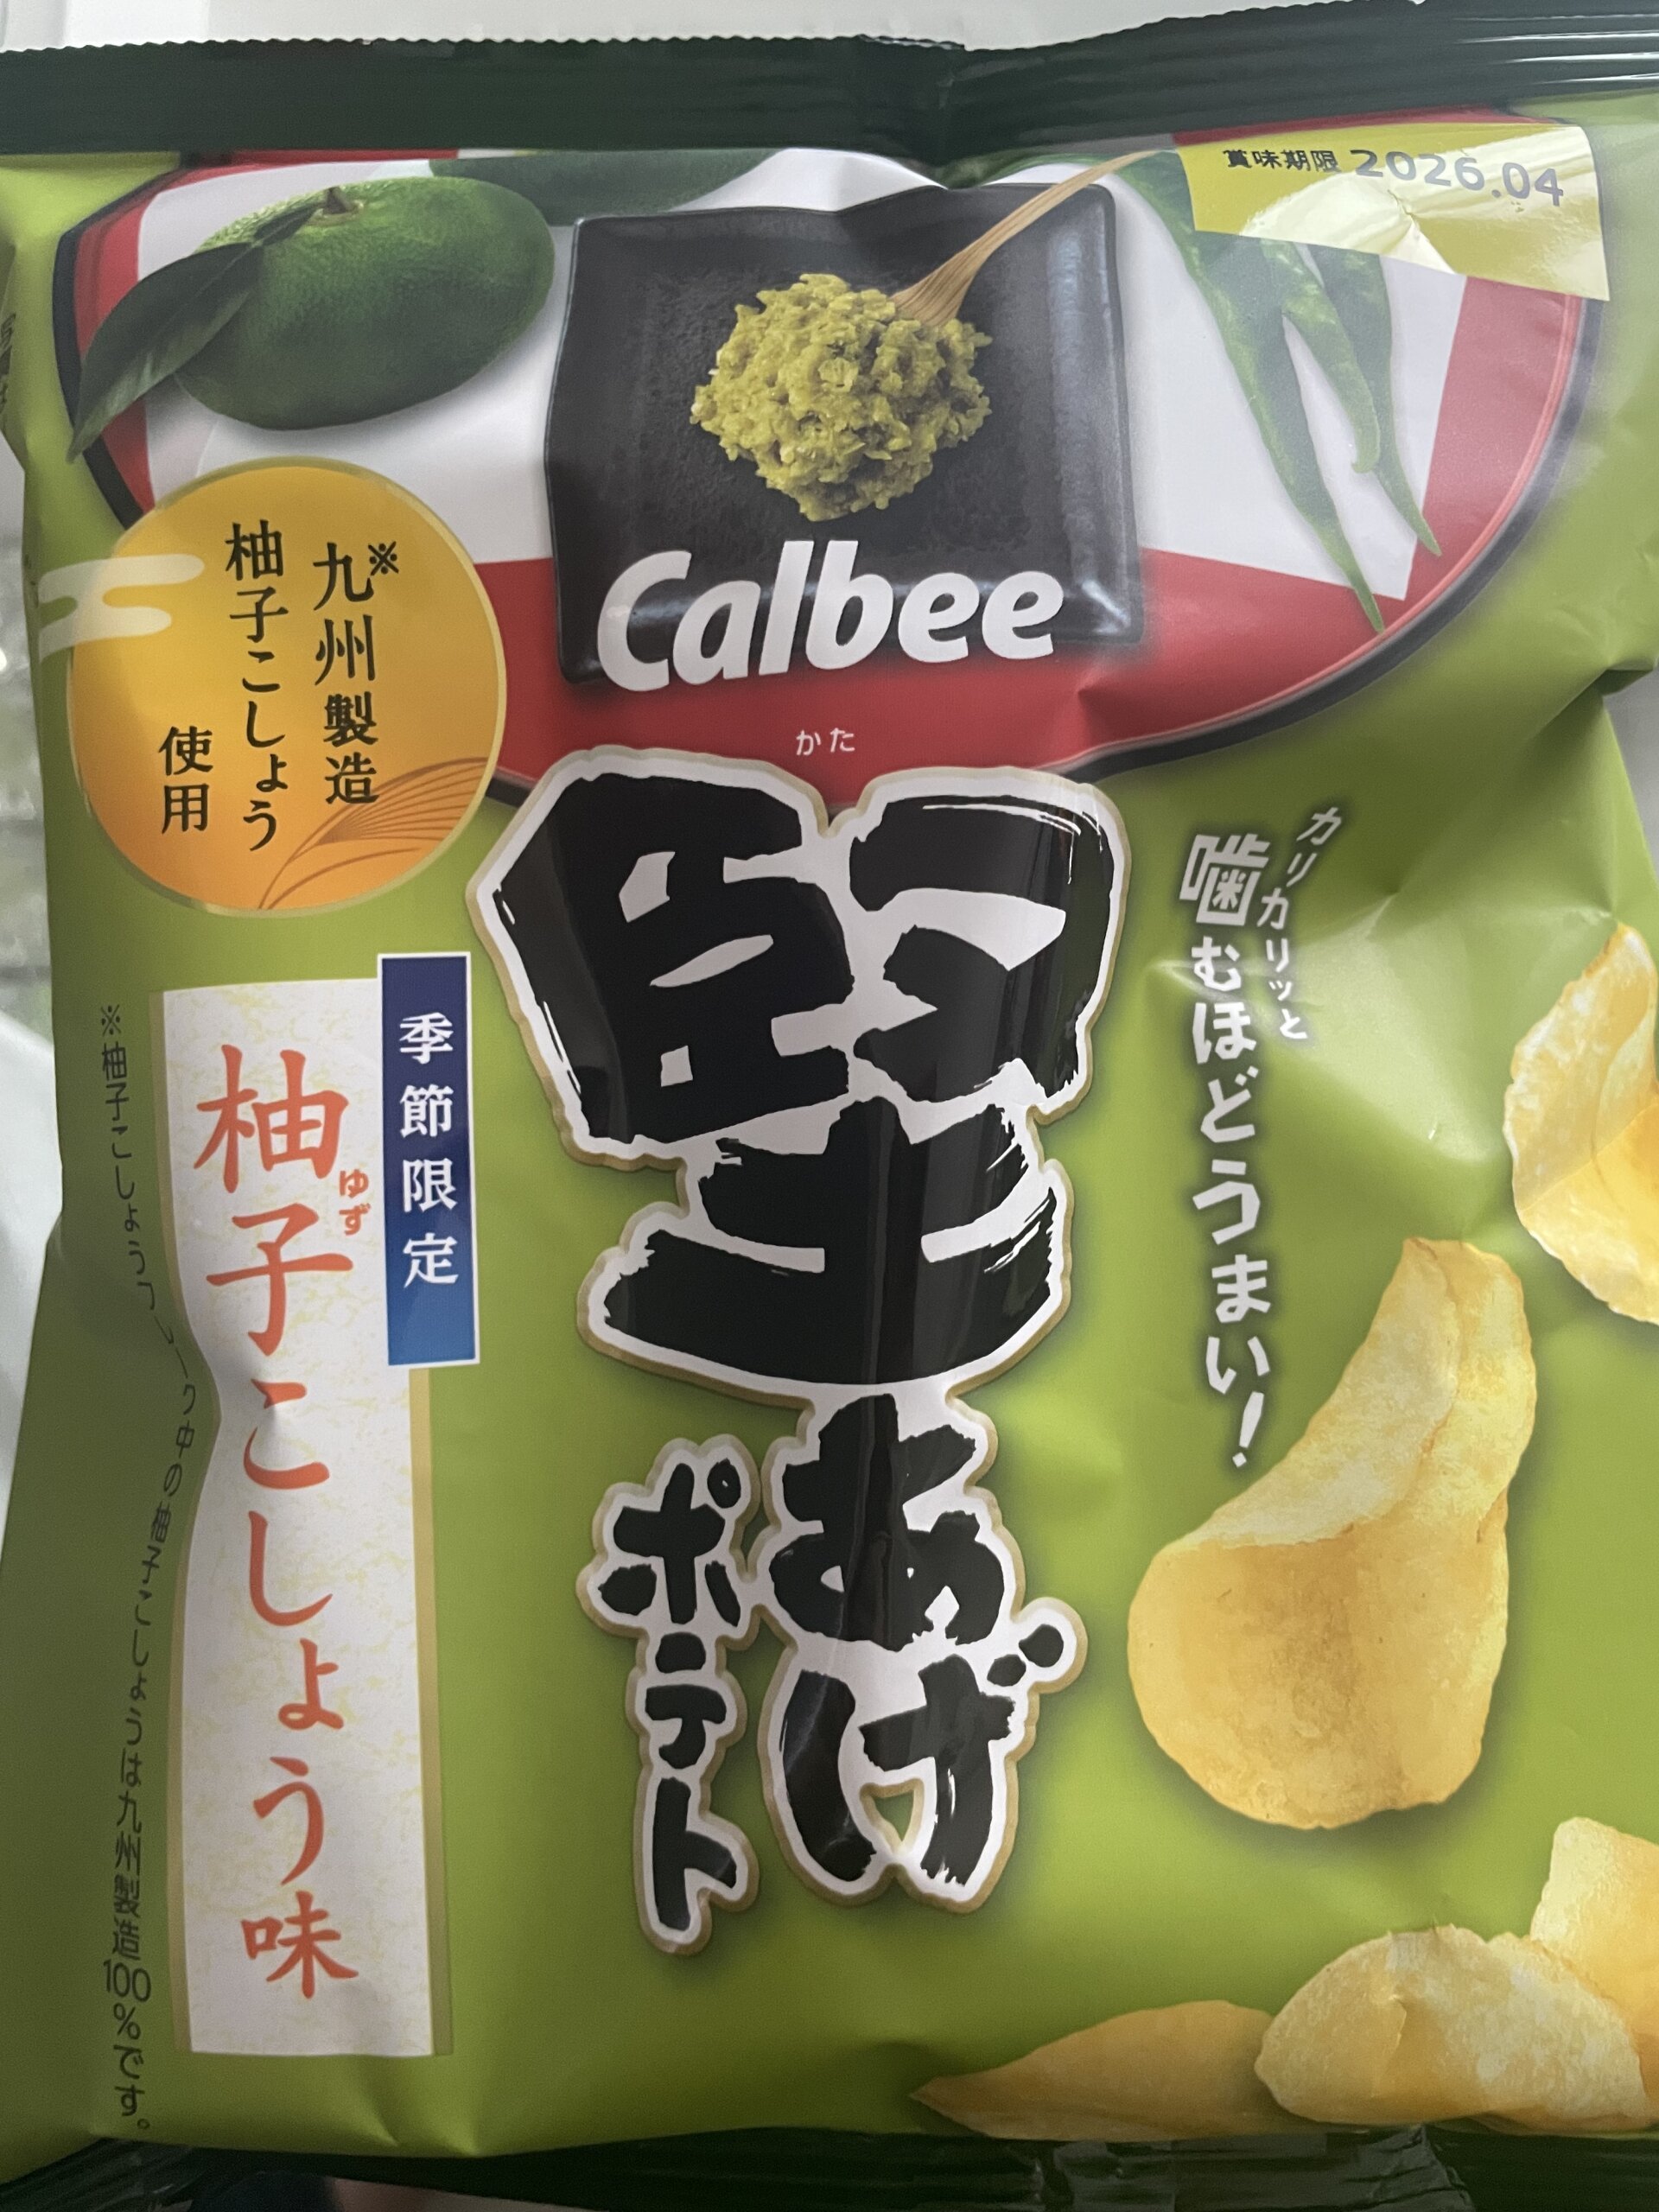 賞味期限 2026.04
Calbee
※九州製造
柚子こしょう
使用
かた
堅あげ
ポテト
カリカリッと
噛むほどうまい!
季節限定
柚子こしょう味
ゆず
※柚子こしょう
中の柚子こしょうは九州製造100%です。